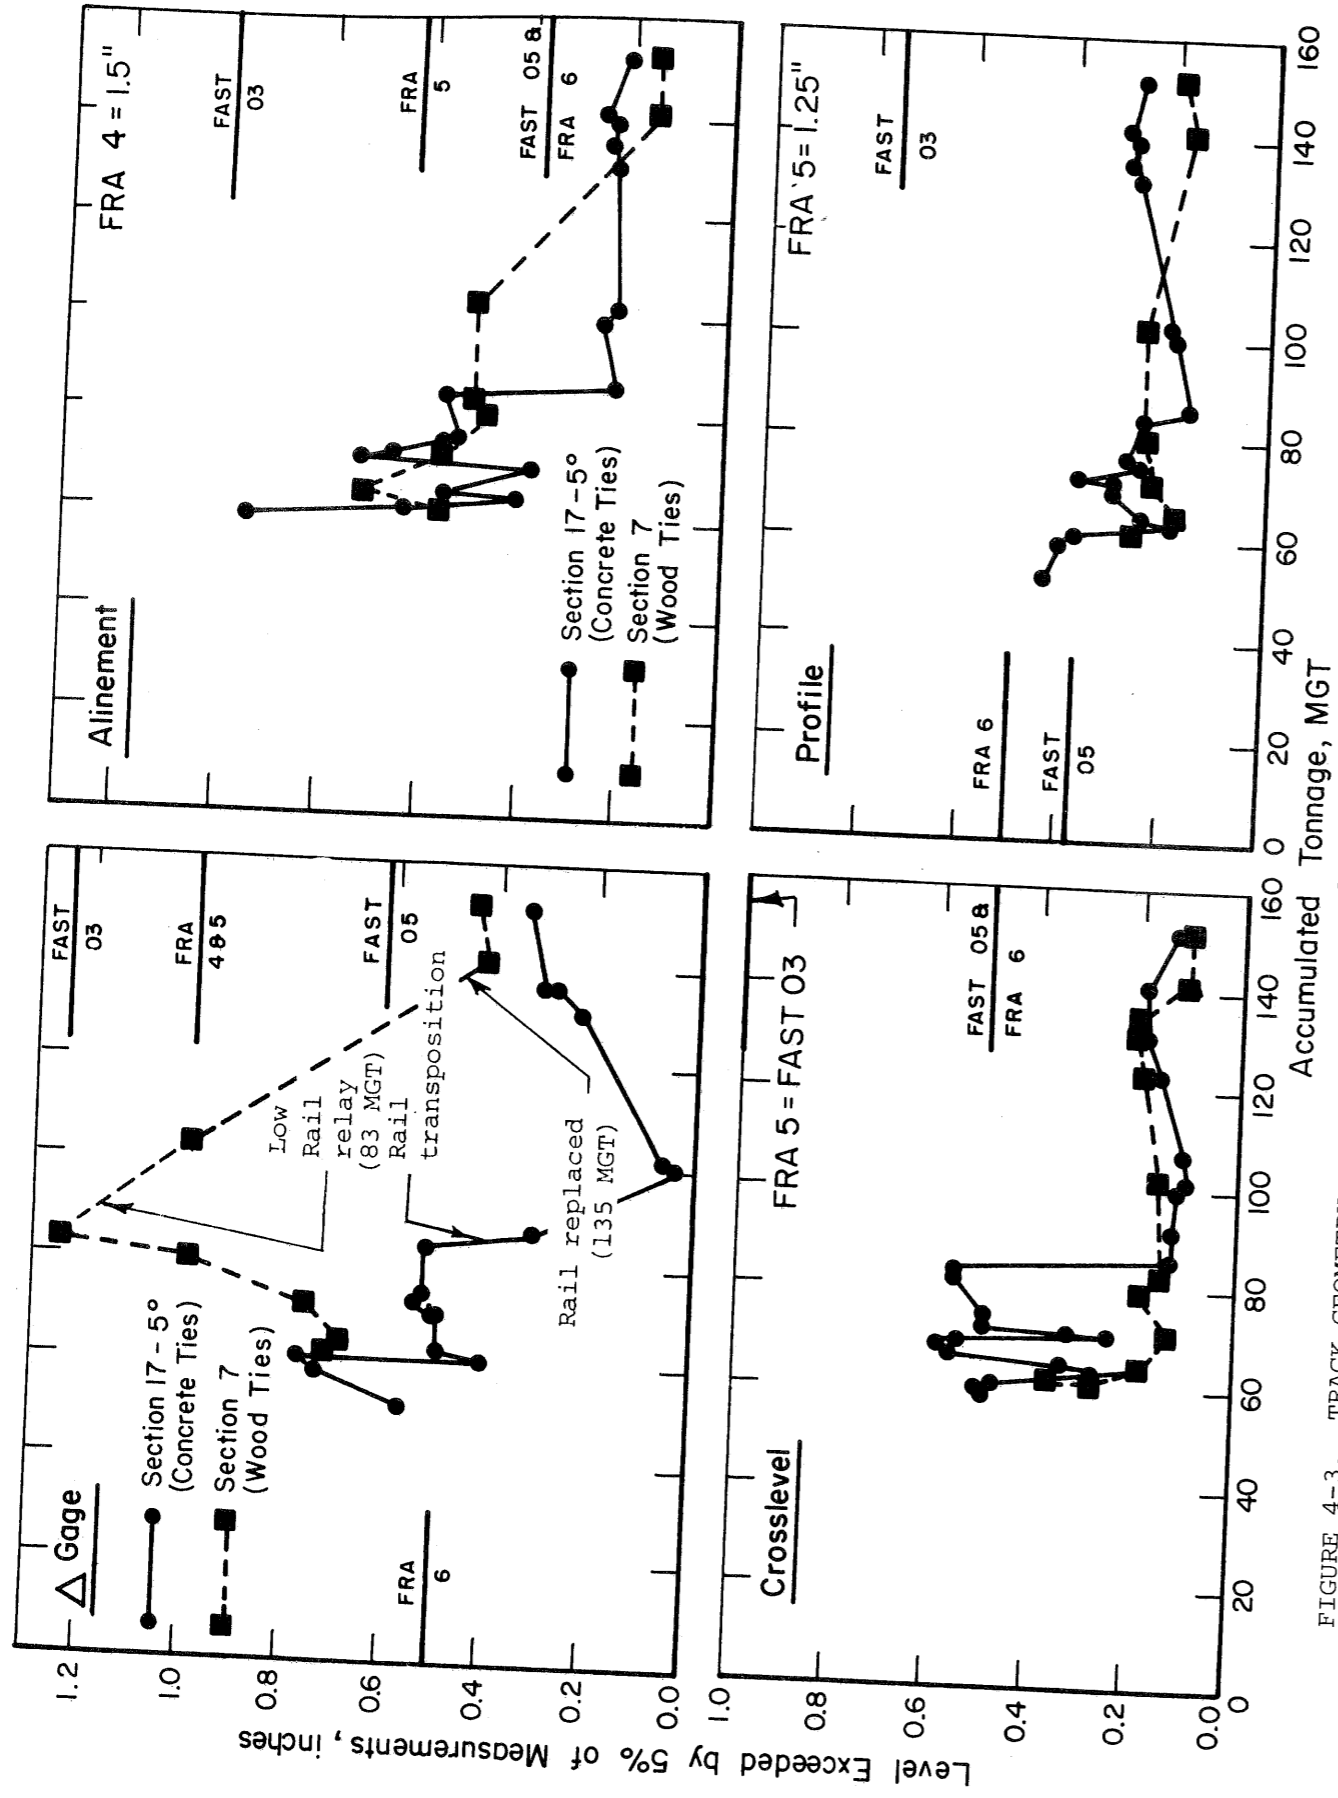 Level Exceeded by 5% of Measurements, inches
△ Gage
1.2
1.0
0.8
0.6
0.4
0.2
0.0
Section 17-5°
(Concrete Ties)
Section 7
(Wood Ties)
FRA
6
FAST
03
FRA
4&5
FAST
05
Low
Rail
relay
(83 MGT)
Rail
transposition
Rail replaced
(135 MGT)
Alinement
FRA 4 = 1.5"
FAST
03
FRA
5
FAST 05 &
FRA 6
Section 17-5°
(Concrete Ties)
Section 7
(Wood Ties)
Crosslevel
1.0
0.8
0.6
0.4
0.2
0.0
FRA 5 = FAST 03
FAST 05&
FRA 6
0 20 40 60 80 100 120 140 160
Profile
FRA 5 = 1.25"
FAST
03
FRA 6
FAST
05
0 20 40 60 80 100 120 140 160
Accumulated Tonnage, MGT
FIGURE 4-3. TRACK GEOMETRY